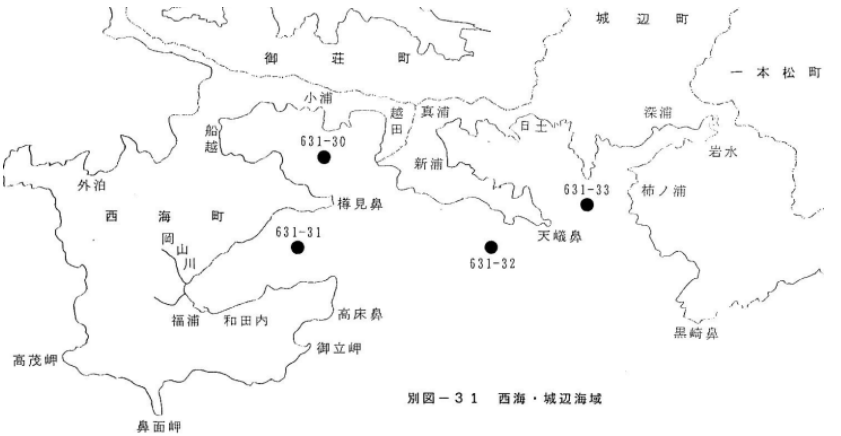 城辺町
御荘町
一本松町
小浦
越田
真浦
深浦
船越
日土
631-30
岩水
新浦
外泊
631-33
柿ノ浦
西海町
樽見鼻
岡山川
631-31
天嶬鼻
631-32
福浦
和田内
高床鼻
黒崎鼻
御立岬
高茂岬
別図－31 西海・城辺海域
鼻面岬